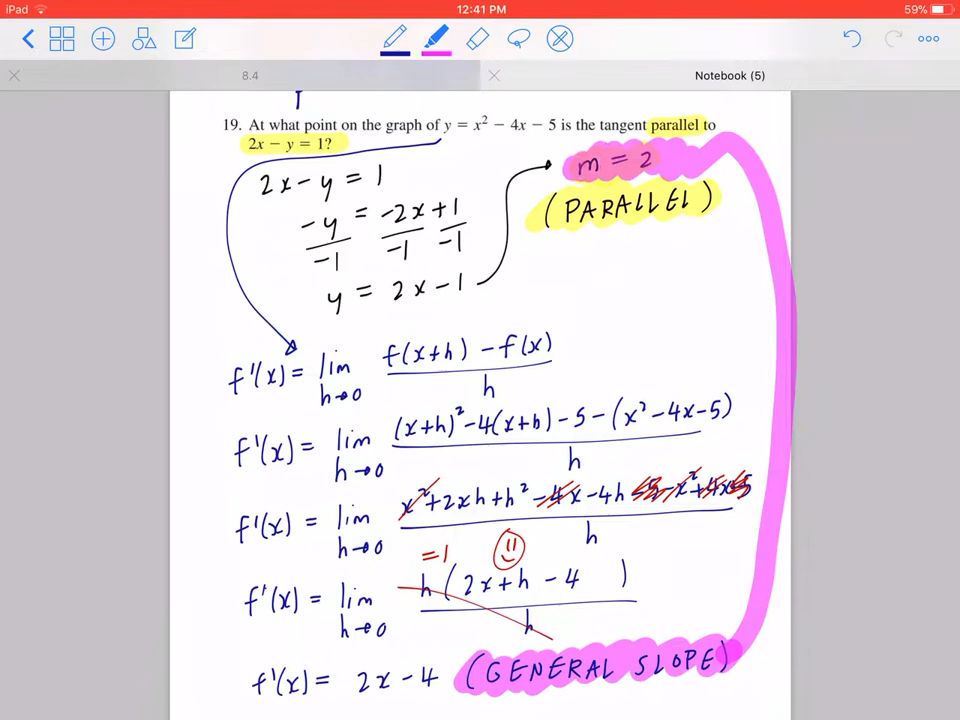 iPad 12:41 PM 59%
8.4 Notebook (5)
19. At what point on the graph of y = x² − 4x − 5 is the tangent parallel to
2x − y = 1?
m = 2
(PARALLEL)
2x − y = 1
−y = −2x + 1
−1 −1 −1
y = 2x − 1
f'(x) = lim f(x+h) − f(x)
h→0 h
f'(x) = lim (x+h)² − 4(x+h) − 5 − (x² − 4x − 5)
h→0 h
f'(x) = lim x² + 2xh + h² − 4x − 4h − 5 − x² + 4x + 5
h→0 h
= 1
f'(x) = lim h(2x + h − 4 )
h→0 h
f'(x) = 2x − 4 (GENERAL SLOPE)